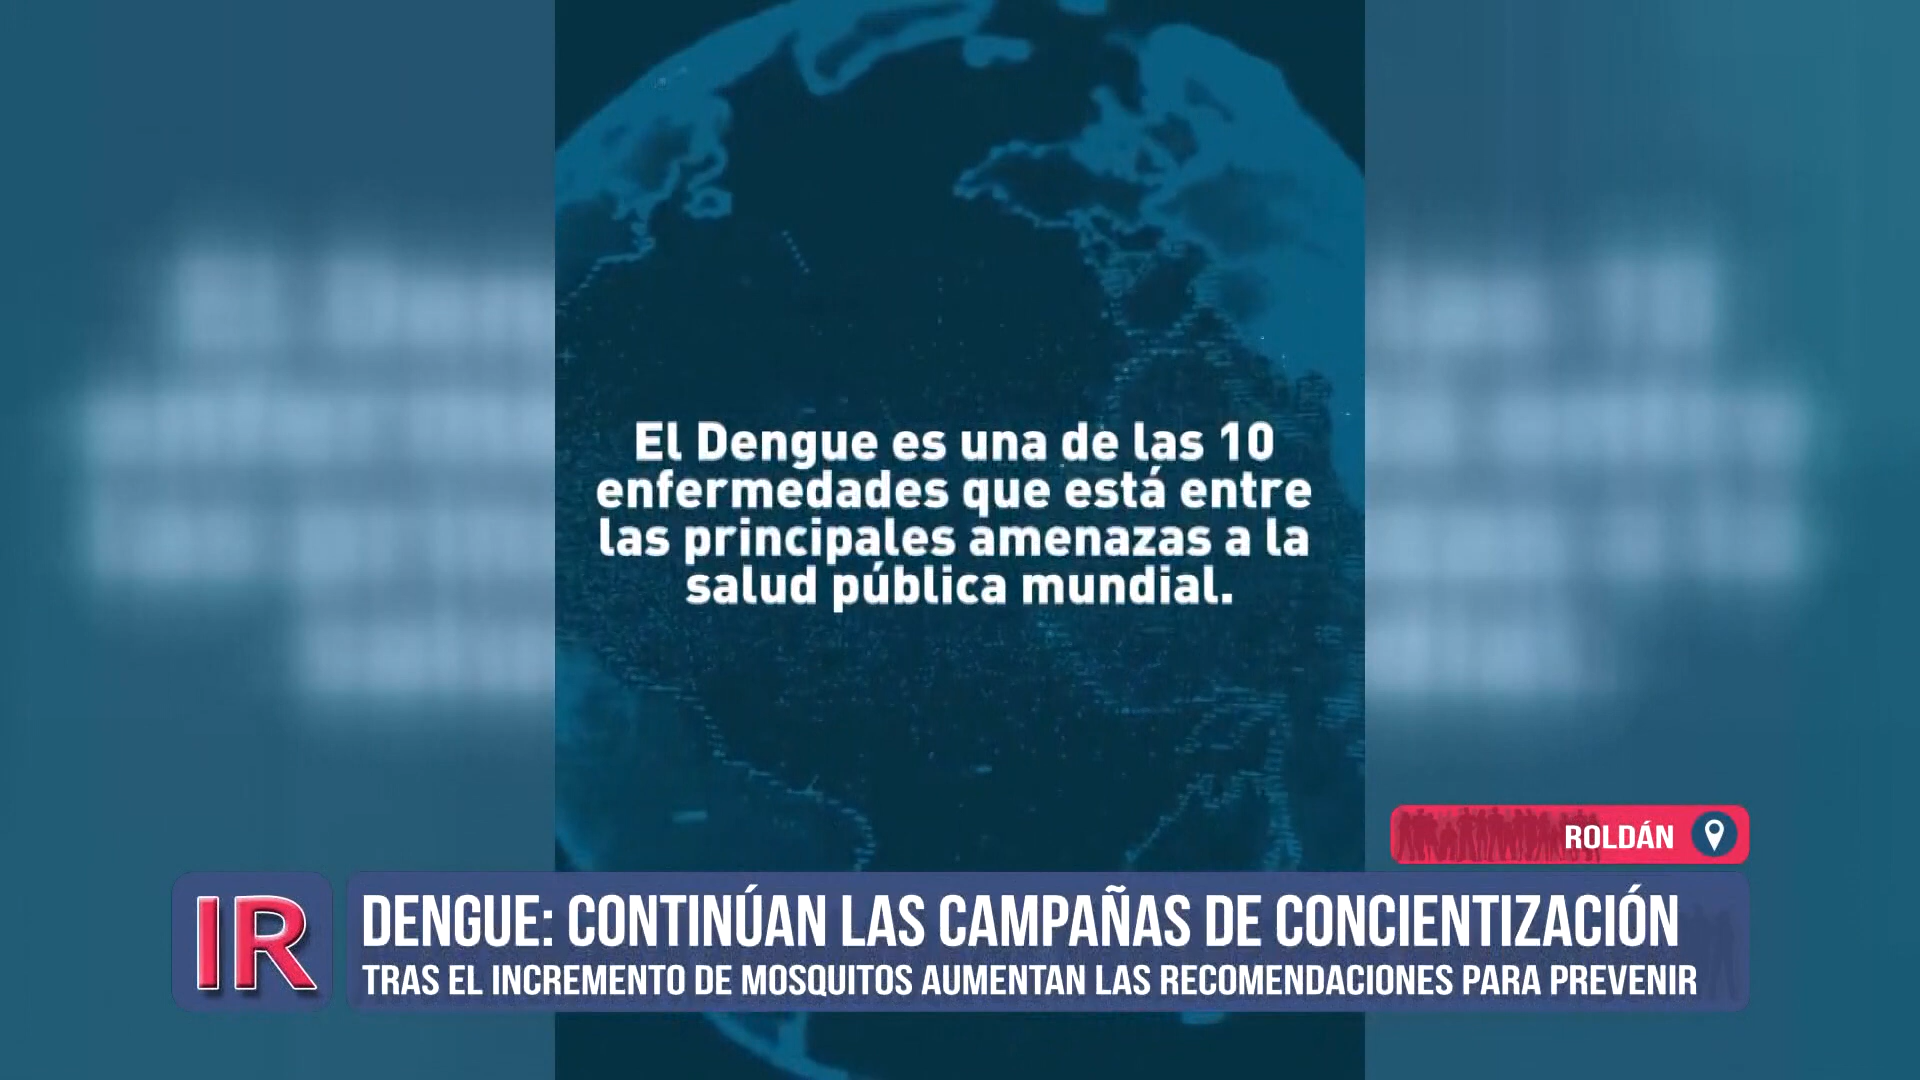 El Dengue es una de las 10
enfermedades que está entre
las principales amenazas a la
salud pública mundial.
ROLDÁN
IR
DENGUE: CONTINÚAN LAS CAMPAÑAS DE CONCIENTIZACIÓN
TRAS EL INCREMENTO DE MOSQUITOS AUMENTAN LAS RECOMENDACIONES PARA PREVENIR